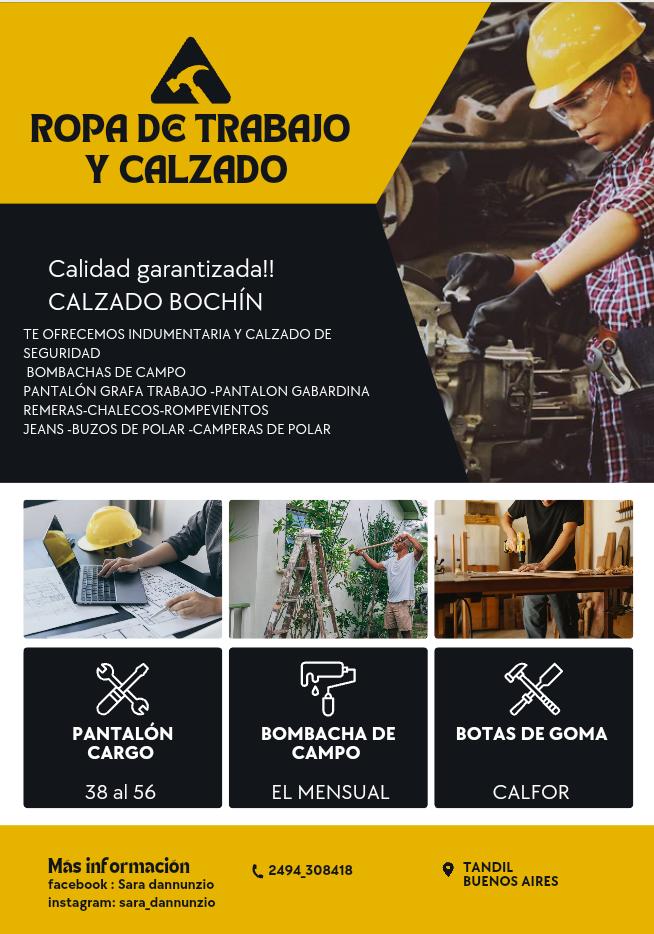 ROPA DE TRABAJO
Y CALZADO
Calidad garantizada!!
CALZADO BOCHÍN
TE OFRECEMOS INDUMENTARIA Y CALZADO DE
SEGURIDAD
BOMBACHAS DE CAMPO
PANTALÓN GRAFA TRABAJO -PANTALON GABARDINA
REMERAS-CHALECOS-ROMPEVIENTOS
JEANS -BUZOS DE POLAR -CAMPERAS DE POLAR
PANTALÓN
CARGO
38 al 56
BOMBACHA DE
CAMPO
EL MENSUAL
BOTAS DE GOMA
CALFOR
Más información
facebook : Sara dannunzio
instagram: sara_dannunzio
2494_308418
TANDIL
BUENOS AIRES